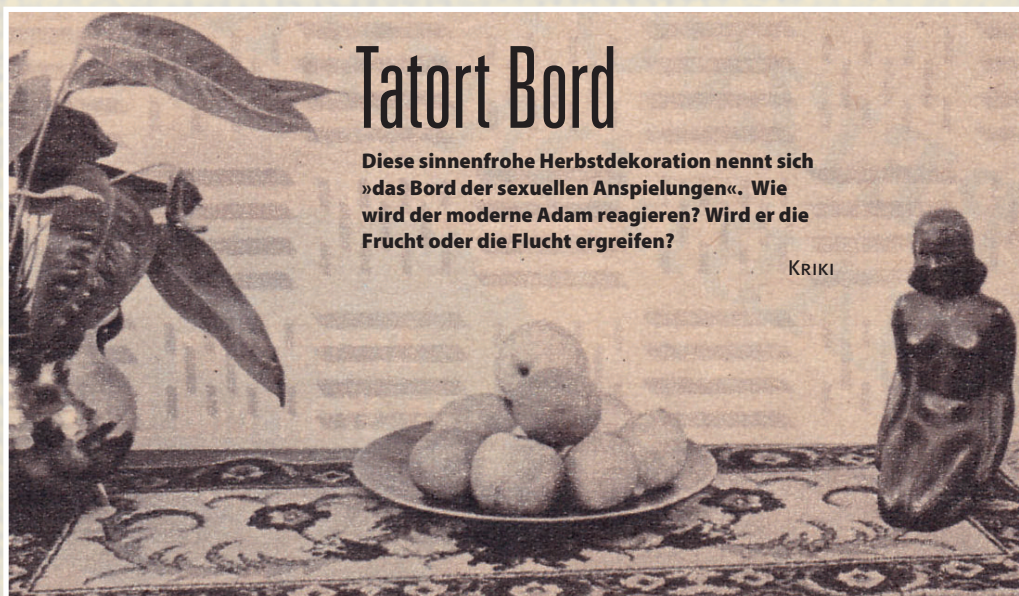 Tatort Bord
Diese sinnenfrohe Herbstdekoration nennt sich
»das Bord der sexuellen Anspielungen«. Wie
wird der moderne Adam reagieren? Wird er die
Frucht oder die Flucht ergreifen?
KRIKI